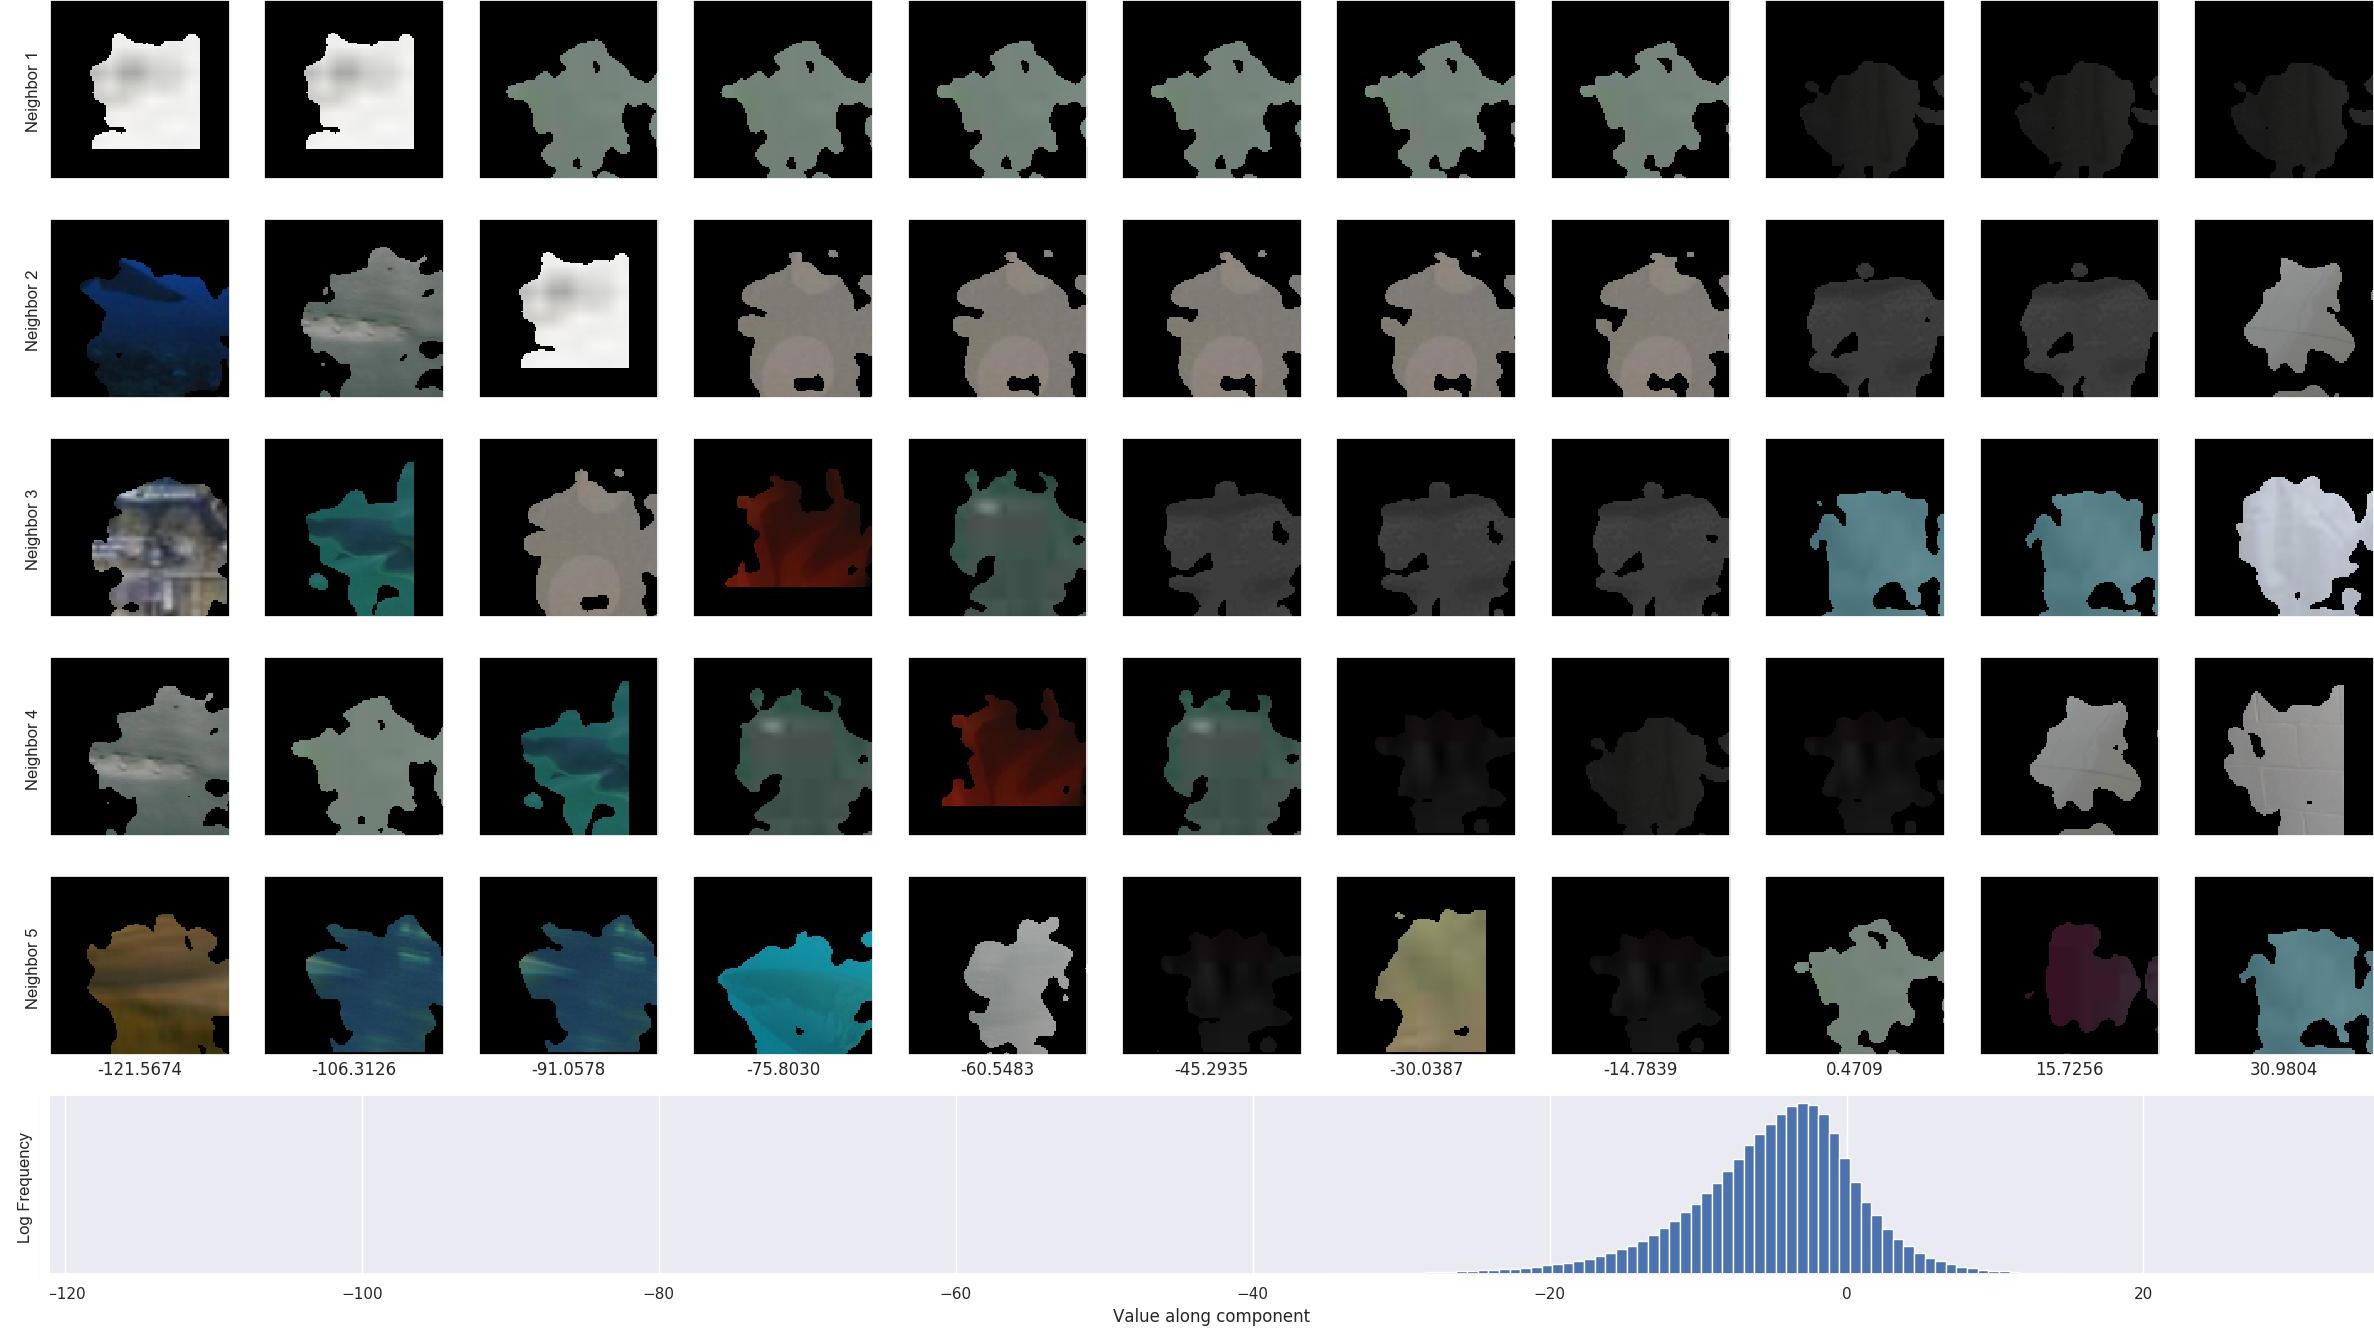 Neighbor 1
Neighbor 2
Neighbor 3
Neighbor 4
Neighbor 5
-121.5674 -106.3126 -91.0578 -75.8030 -60.5483 -45.2935 -30.0387 -14.7839 0.4709 15.7256 30.9804
Log Frequency
−120 −100 −80 −60 −40 −20 0 20
Value along component